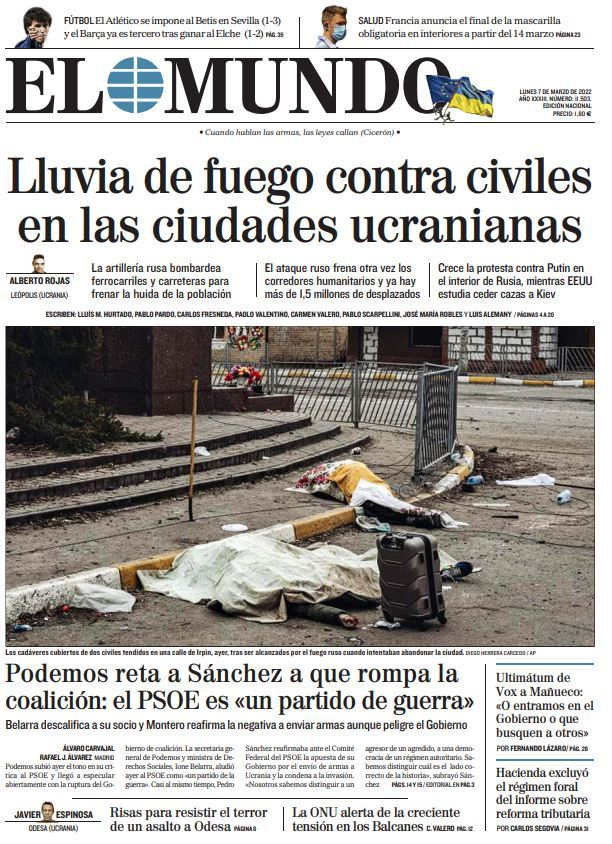 FÚTBOL El Atlético se impone al Betis en Sevilla (1-3)
y el Barça ya es tercero tras ganar al Elche (1-2) PÁG. 35
SALUD Francia anuncia el final de la mascarilla
obligatoria en interiores a partir del 14 marzo PÁGINA 23
EL MUNDO
LUNES 7 DE MARZO DE 2022
AÑO XXXIII. NÚMERO: 11.503.
EDICIÓN NACIONAL
PRECIO: 1,80 €
• Cuando hablan las armas, las leyes callan (Cicerón) •
Lluvia de fuego contra civiles
en las ciudades ucranianas
ALBERTO ROJAS
LEÓPOLIS (UCRANIA)
La artillería rusa bombardea
ferrocarriles y carreteras para
frenar la huida de la población
El ataque ruso frena otra vez los
corredores humanitarios y ya hay
más de 1,5 millones de desplazados
Crece la protesta contra Putin en
el interior de Rusia, mientras EEUU
estudia ceder cazas a Kiev
ESCRIBEN: LLUÍS M. HURTADO, PABLO PARDO, CARLOS FRESNEDA, PAOLO VALENTINO, CARMEN VALERO, PABLO SCARPELLINI, JOSÉ MARÍA ROBLES Y LUIS ALEMANY / PÁGINAS 4 A 20
Los cadáveres cubiertos de dos civiles tendidos en una calle de Irpin, ayer, tras ser alcanzados por el fuego ruso cuando intentaban abandonar la ciudad. DIEGO HERRERA CARCEDO / AP
Podemos reta a Sánchez a que rompa la
coalición: el PSOE es «un partido de guerra»
Belarra descalifica a su socio y Montero reafirma la negativa a enviar armas aunque peligre el Gobierno
ÁLVARO CARVAJAL
RAFAEL J. ÁLVAREZ MADRID
Podemos subió ayer el tono en su crí-
tica al PSOE y llegó a especular
abiertamente con la ruptura del Go-
bierno de coalición. La secretaria ge-
neral de Podemos y ministra de De-
rechos Sociales, Ione Belarra, aludió
ayer al PSOE como «un partido de la
guerra». Casi al mismo tiempo, Pedro
Sánchez reafirmaba ante el Comité
Federal del PSOE la apuesta de su
Gobierno por el envío de armas a
Ucrania y la condena a la invasión.
«Nosotros sabemos distinguir a un
agresor de un agredido, a una demo-
cracia de un régimen autoritario. Sa-
bemos distinguir cuál es el lado co-
rrecto de la historia», subrayó Sán-
chez. PÁGS. 14 Y 15 / EDITORIAL EN PÁG. 3
Ultimátum de
Vox a Mañueco:
«O entramos en el
Gobierno o que
busquen a otros»
POR FERNANDO LÁZARO/ PÁG. 26
Hacienda excluyó
el régimen foral
del informe sobre
reforma tributaria
POR CARLOS SEGOVIA / PÁGINA 31
JAVIER ESPINOSA
ODESA (UCRANIA)
Risas para resistir el terror
de un asalto a Odesa PÁGINA 6
La ONU alerta de la creciente
tensión en los Balcanes C. VALERO PÁG. 12